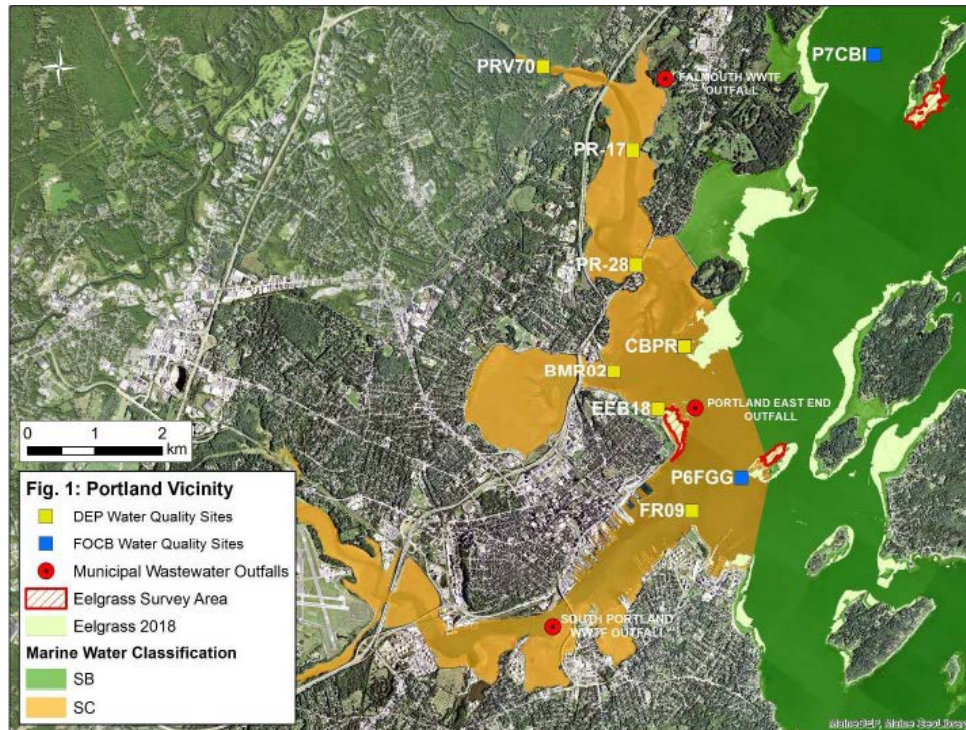 N
P7CBI
PRV70
FALMOUTH WWTF
OUTFALL
PR-17
PR-28
CBPR
BMR02
EEB18
PORTLAND EAST END
OUTFALL
P6FGG
FR09
SOUTH PORTLAND
WWTF OUTFALL
0 1 2
km
Fig. 1: Portland Vicinity
DEP Water Quality Sites
FOCB Water Quality Sites
Municipal Wastewater Outfalls
Eelgrass Survey Area
Eelgrass 2018
Marine Water Classification
SB
SC
MaineDEP, Maine GeoLibrary